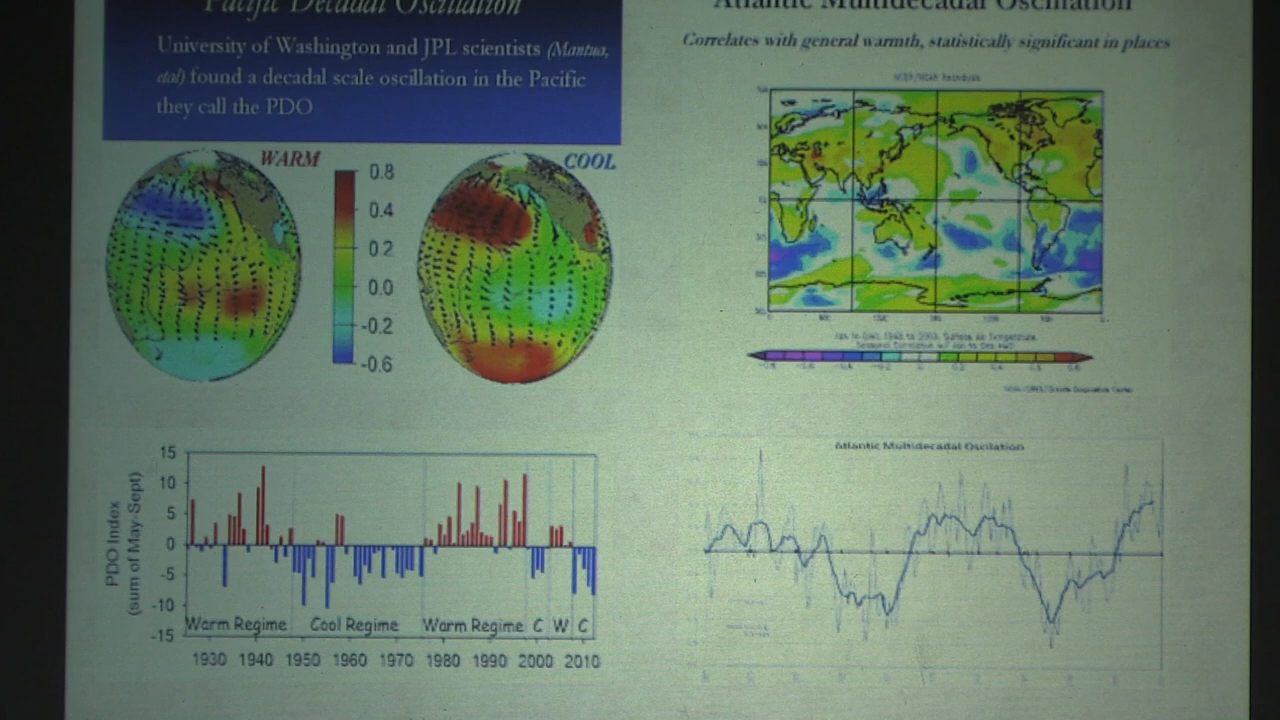 Pacific Decadal Oscillation
University of Washington and JPL scientists (Mantua,
etal) found a decadal scale oscillation in the Pacific
they call the PDO
WARM
COOL
0.8
0.4
0.2
0.0
-0.2
-0.6
PDO Index
(sum of May-Sept)
15
10
5
0
-5
-10
-15
Warm Regime Cool Regime Warm Regime C W C
1930 1940 1950 1960 1970 1980 1990 2000 2010
Atlantic Multidecadal Oscillation
Correlates with general warmth, statistically significant in places
NCEP/NCAR Reanalysis
Atlantic Multidecadal Oscilation